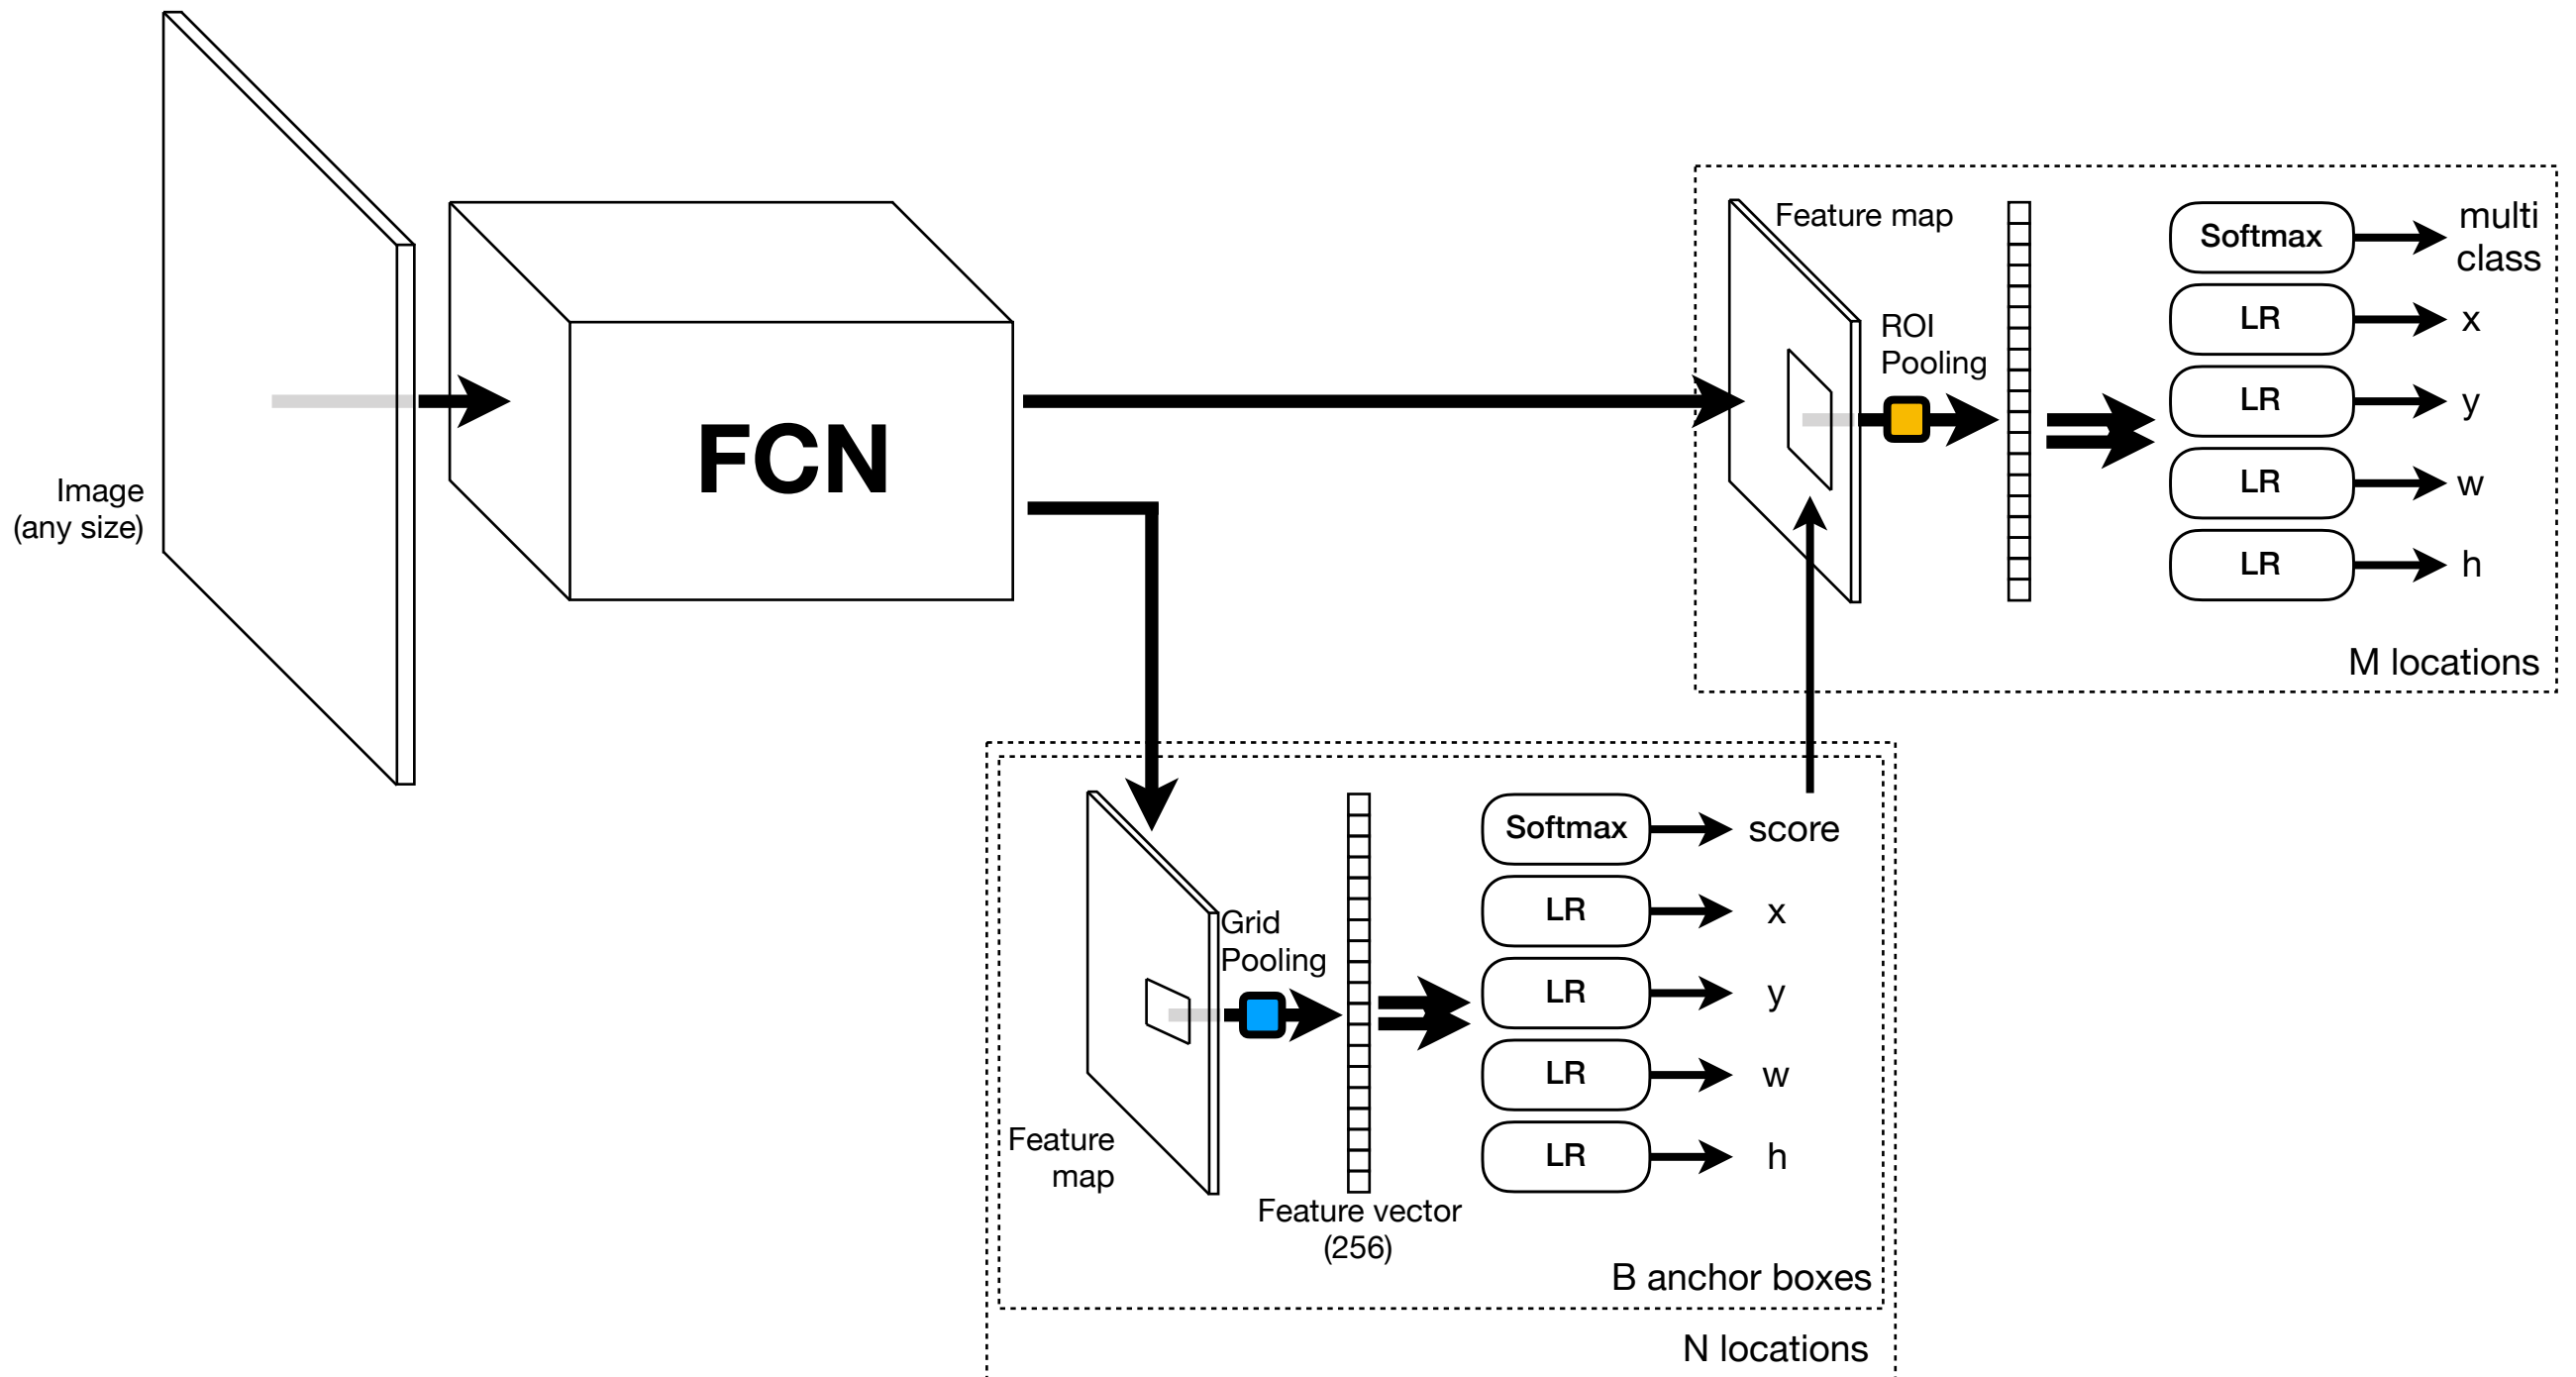 Image
(any size)
FCN
Feature map
ROI
Pooling
Softmax
multi
class
LR
x
LR
y
LR
w
LR
h
M locations
Feature
map
Grid
Pooling
Feature vector
(256)
Softmax
score
LR
x
LR
y
LR
w
LR
h
B anchor boxes
N locations